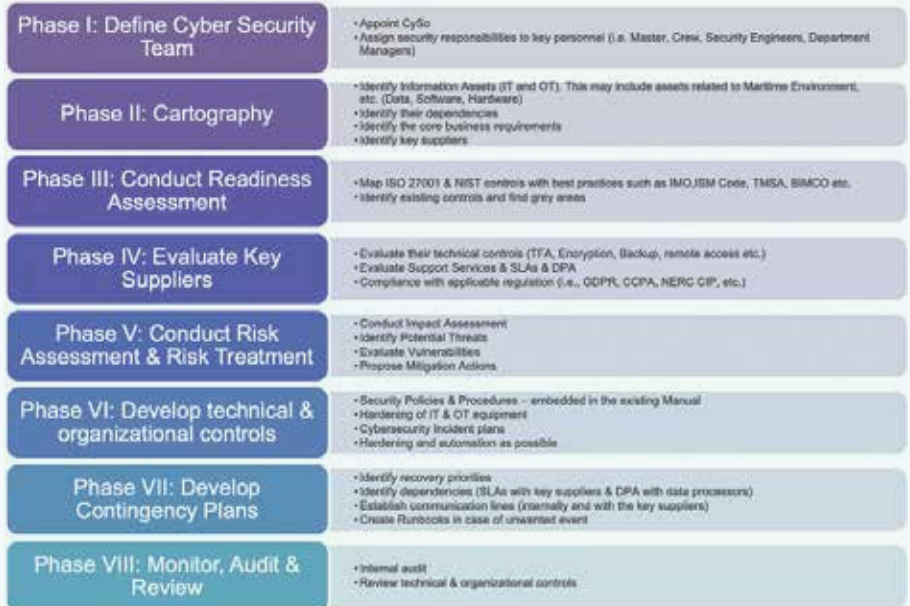 Phase I: Define Cyber Security
Team
• Appoint CySo
• Assign security responsibilities to key personnel (i.e. Master, Crew, Security Engineers, Department
Managers)
Phase II: Cartography
• Identify Information Assets (IT and OT). This may include assets related to Maritime Environment,
etc. (Data, Software, Hardware)
• Identify their dependencies
• Identify the core business requirements
• Identify key suppliers
Phase III: Conduct Readiness
Assessment
• Map ISO 27001 & NIST controls with best practices such as IMO,ISM Code, TMSA, BIMCO etc.
• Identify existing controls and find grey areas
Phase IV: Evaluate Key
Suppliers
• Evaluate their technical controls (TFA, Encryption, Backup, remote access etc.)
• Evaluate Support Services & SLAs & DPA
• Compliance with applicable regulation (i.e., GDPR, CCPA, NERC CIP, etc.)
Phase V: Conduct Risk
Assessment & Risk Treatment
• Conduct Impact Assessment
• Identify Potential Threats
• Evaluate Vulnerabilities
• Propose Mitigation Actions
Phase VI: Develop technical &
organizational controls
• Security Policies & Procedures – embedded in the existing Manual
• Hardening of IT & OT equipment
• Cybersecurity Incident plans
• Hardening and automation as possible
Phase VII: Develop
Contingency Plans
• Identify recovery priorities
• Identify dependencies (SLAs with key suppliers & DPA with data processors)
• Establish communication lines (internally and with the key suppliers)
• Create Runbooks in case of unwanted event
Phase VIII: Monitor, Audit &
Review
• Internal audit
• Review technical & organizational controls